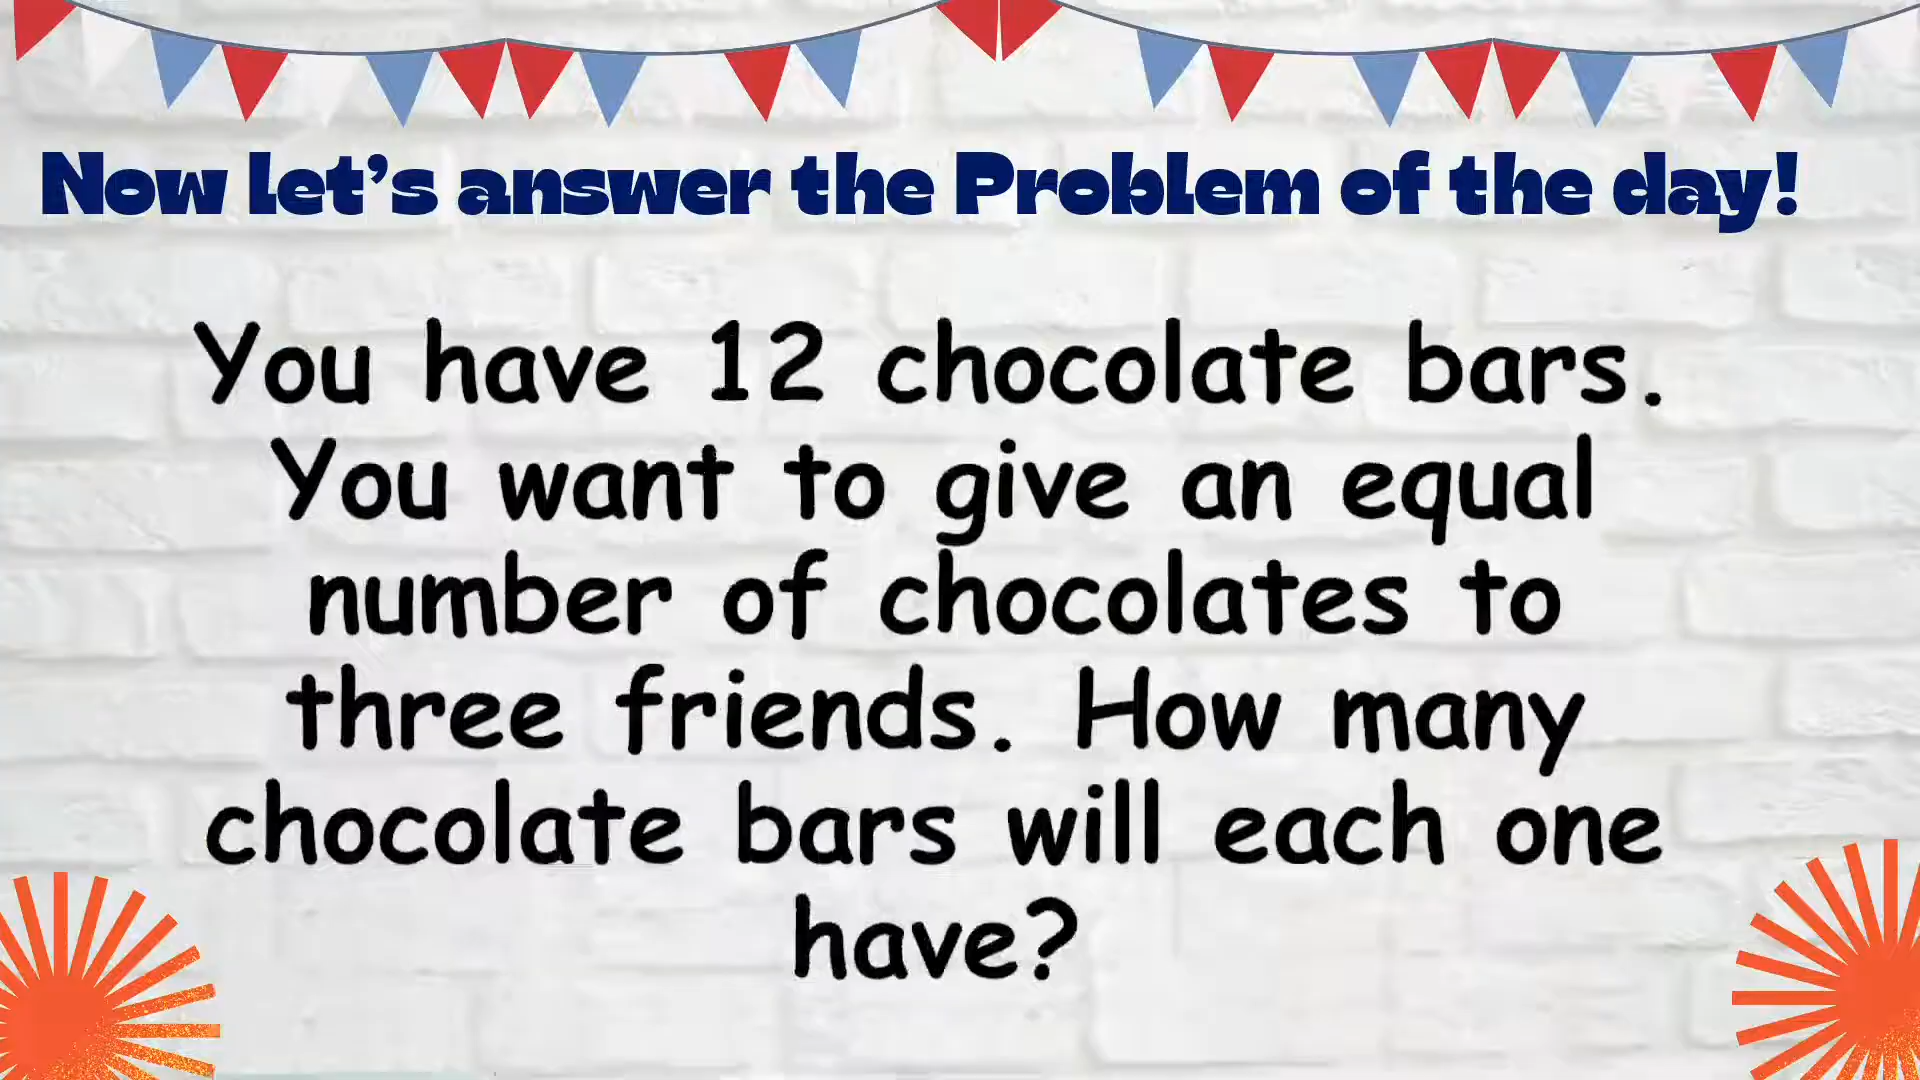 Now let's answer the Problem of the day!
You have 12 chocolate bars.
You want to give an equal
number of chocolates to
three friends. How many
chocolate bars will each one
have?